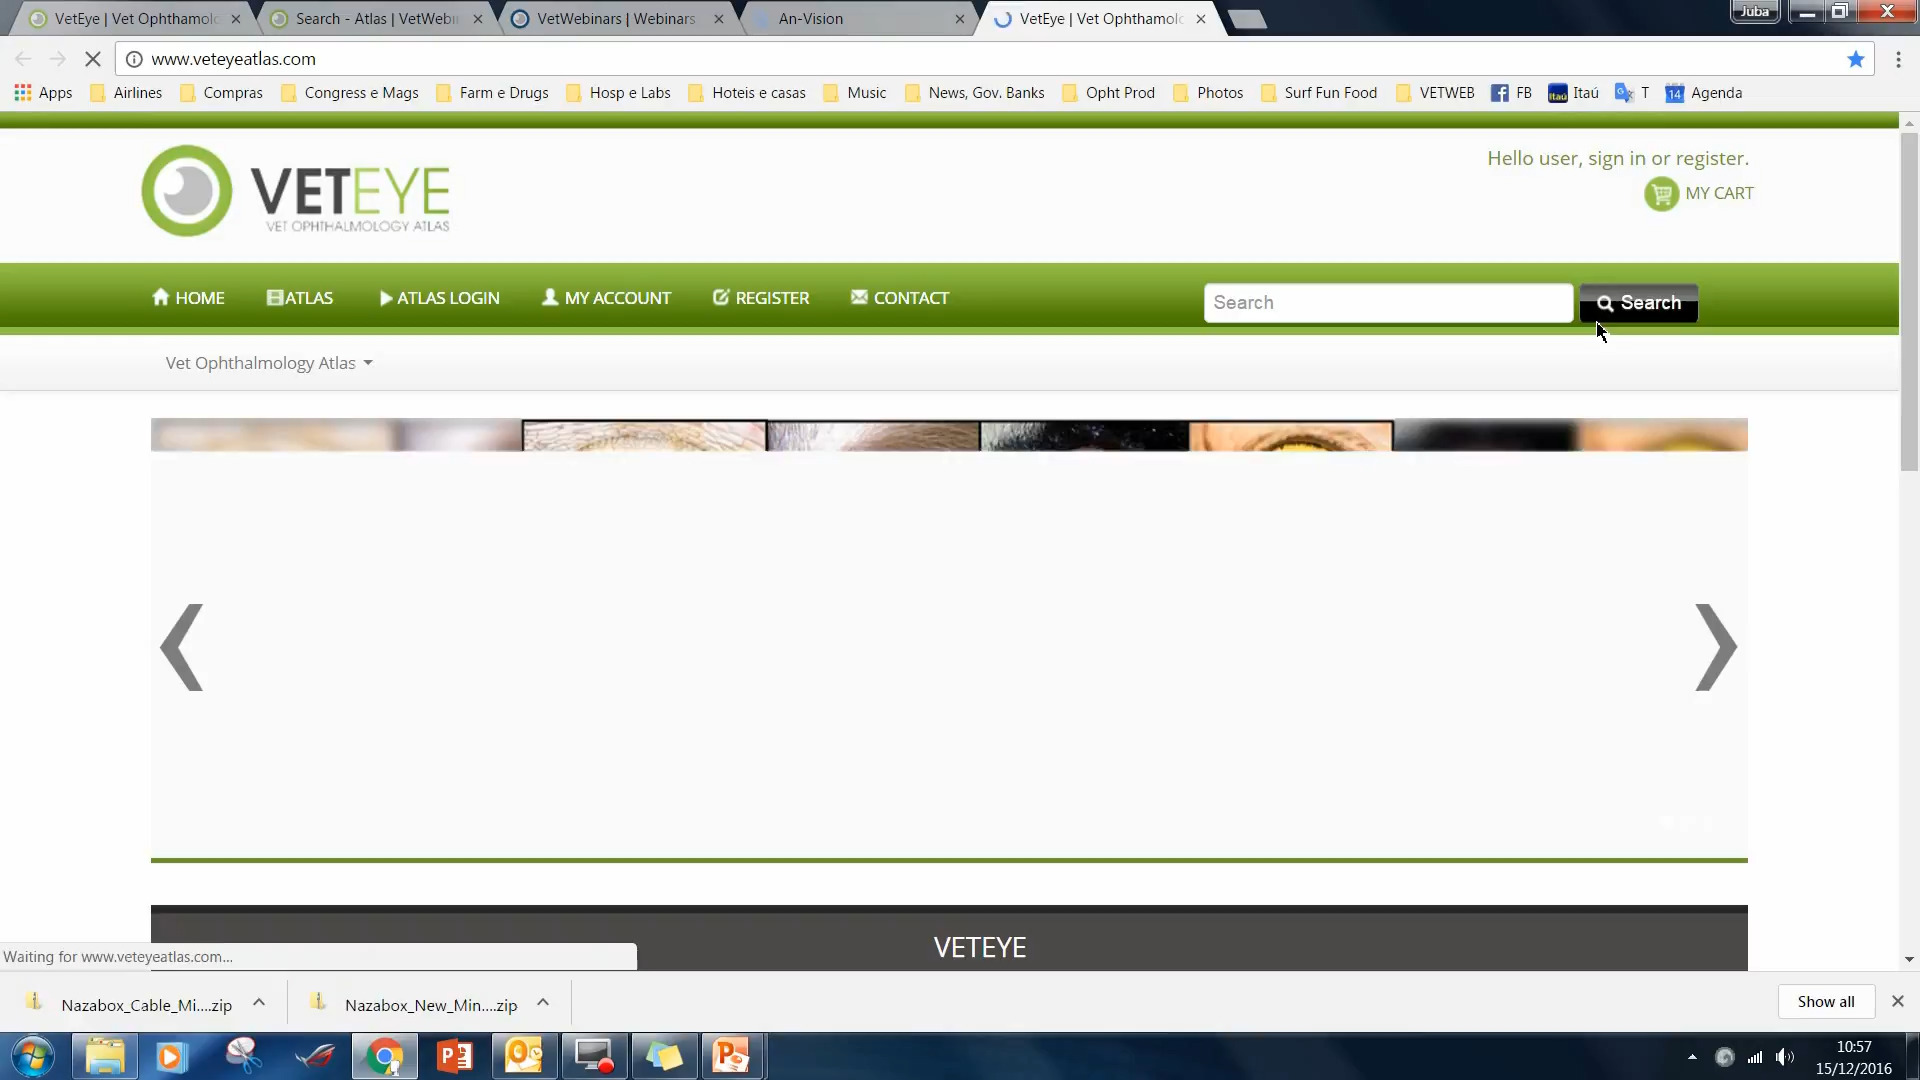 VetEye | Vet Ophthamolo Search - Atlas | VetWebi VetWebinars | Webinars An-Vision VetEye | Vet Ophthamolo Juba
www.veteyeatlas.com
Apps Airlines Compras Congress e Mags Farm e Drugs Hosp e Labs Hoteis e casas Music News, Gov. Banks Opht Prod Photos Surf Fun Food VETWEB FB Itaú T 14 Agenda
Hello user, sign in or register.
VETEYE
VET OPHTHALMOLOGY ATLAS
MY CART
HOME ATLAS ATLAS LOGIN MY ACCOUNT REGISTER CONTACT Search Search
Vet Ophthalmology Atlas
VETEYE
Waiting for www.veteyeatlas.com...
Nazabox_Cable_Mi....zip Nazabox_New_Min....zip Show all
10:57
15/12/2016